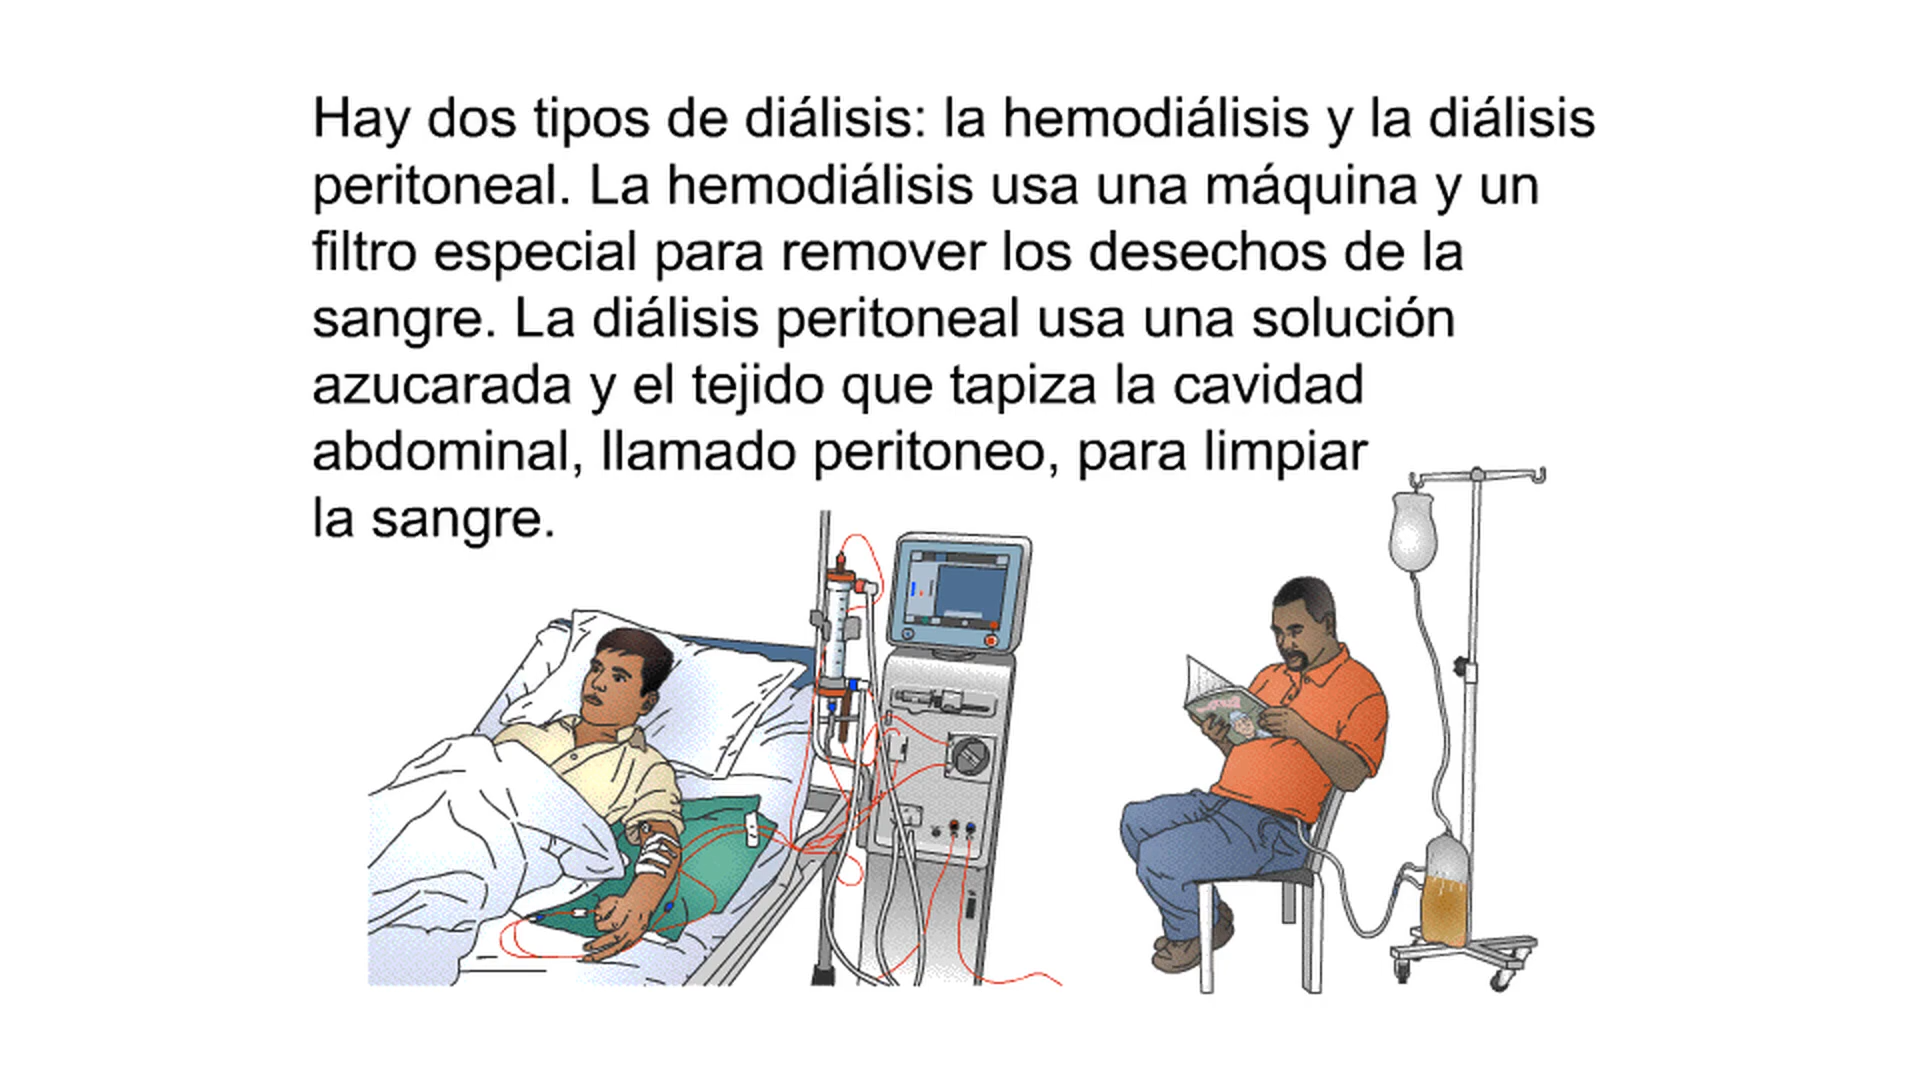 Hay dos tipos de diálisis: la hemodiálisis y la diálisis
peritoneal. La hemodiálisis usa una máquina y un
filtro especial para remover los desechos de la
sangre. La diálisis peritoneal usa una solución
azucarada y el tejido que tapiza la cavidad
abdominal, llamado peritoneo, para limpiar
la sangre.